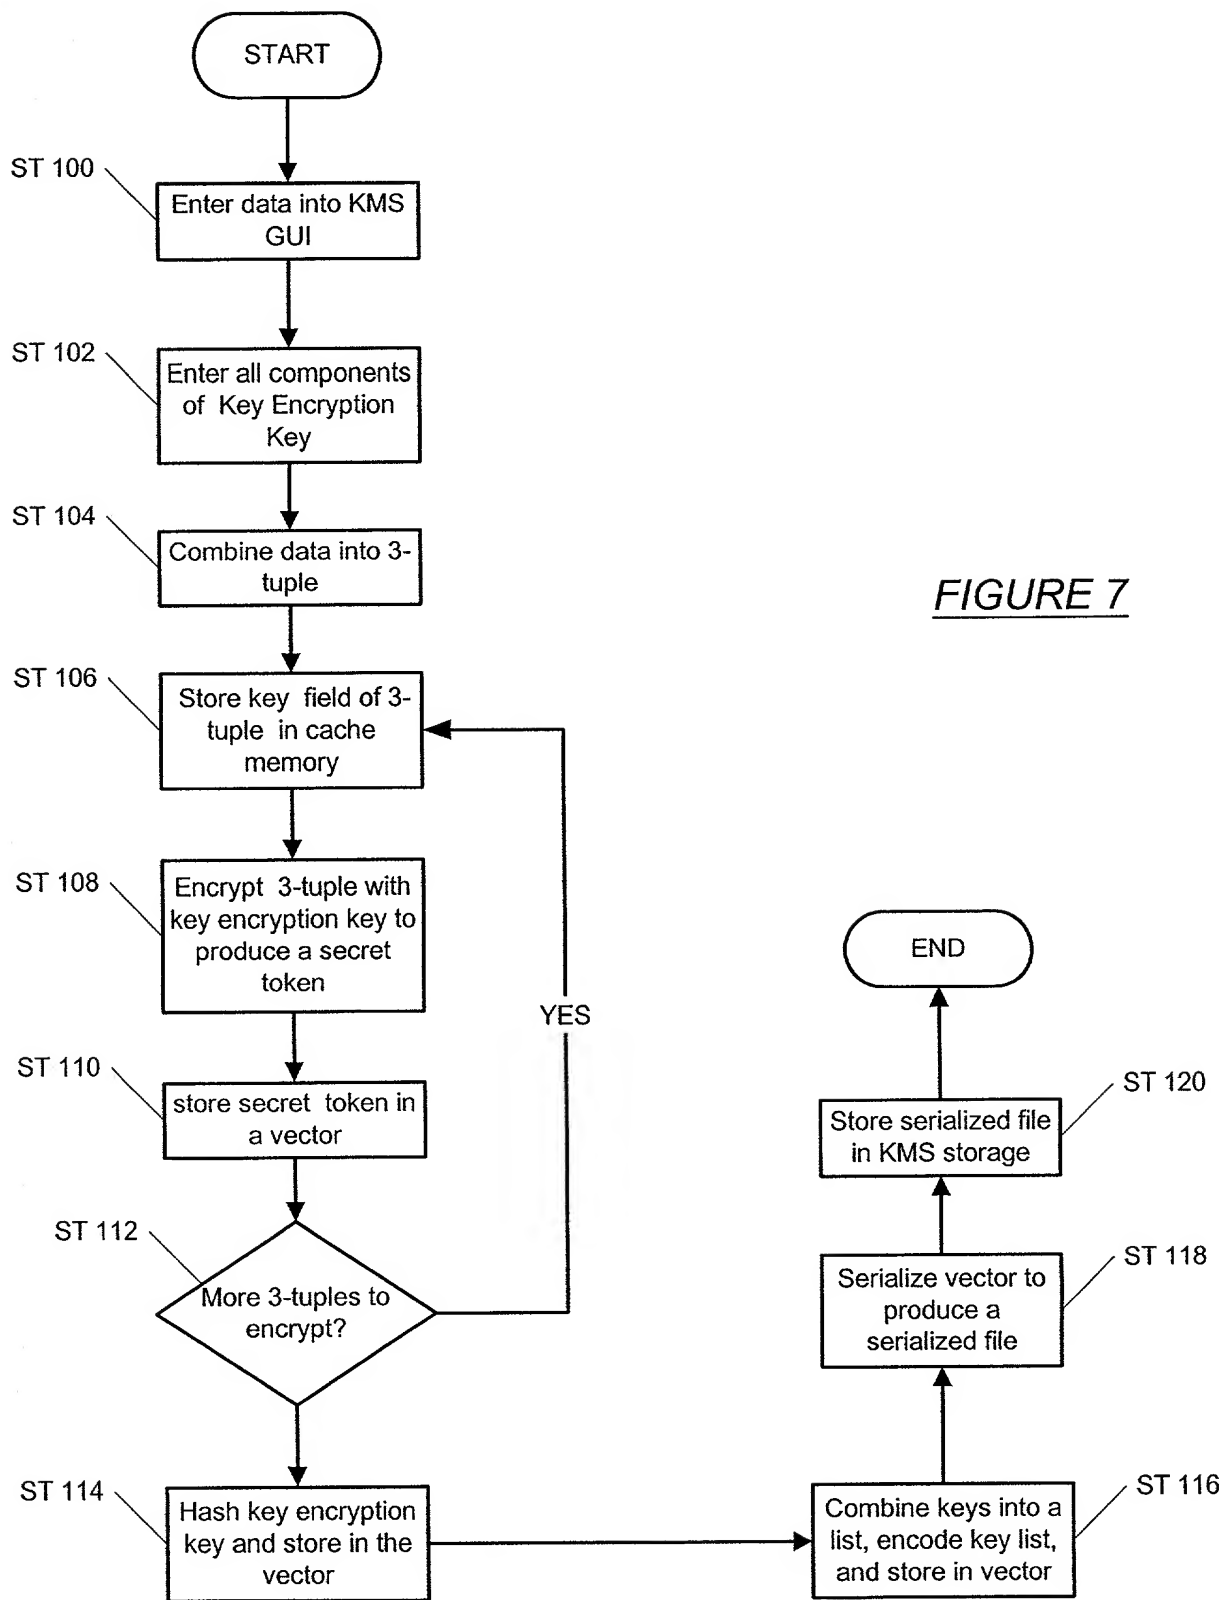 START
ST 100
Enter data into KMS
GUI
ST 102
Enter all components
of Key Encryption
Key
ST 104
Combine data into 3-
tuple
FIGURE 7
ST 106
Store key field of 3-
tuple in cache
memory
ST 108
Encrypt 3-tuple with
key encryption key to
produce a secret
token
YES
ST 110
store secret token in
a vector
ST 112
More 3-tuples to
encrypt?
ST 114
Hash key encryption
key and store in the
vector
ST 116
Combine keys into a
list, encode key list,
and store in vector
ST 118
Serialize vector to
produce a
serialized file
ST 120
Store serialized file
in KMS storage
END